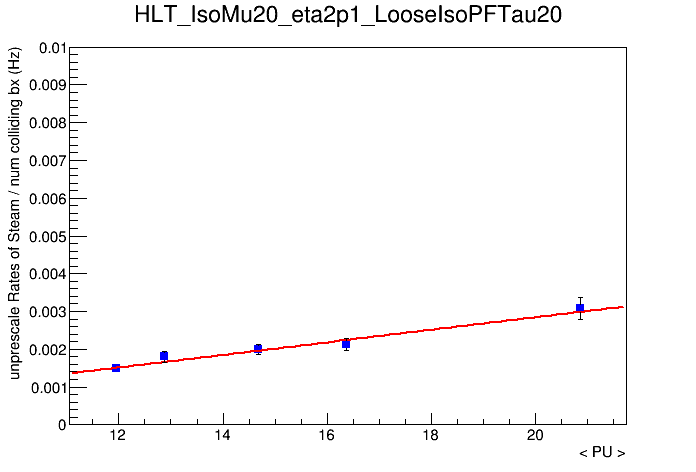 HLT_IsoMu20_eta2p1_LooseIsoPFTau20
unprescale Rates of Steam / num colliding bx (Hz)
0.01
0.009
0.008
0.007
0.006
0.005
0.004
0.003
0.002
0.001
0
12 14 16 18 20
< PU >